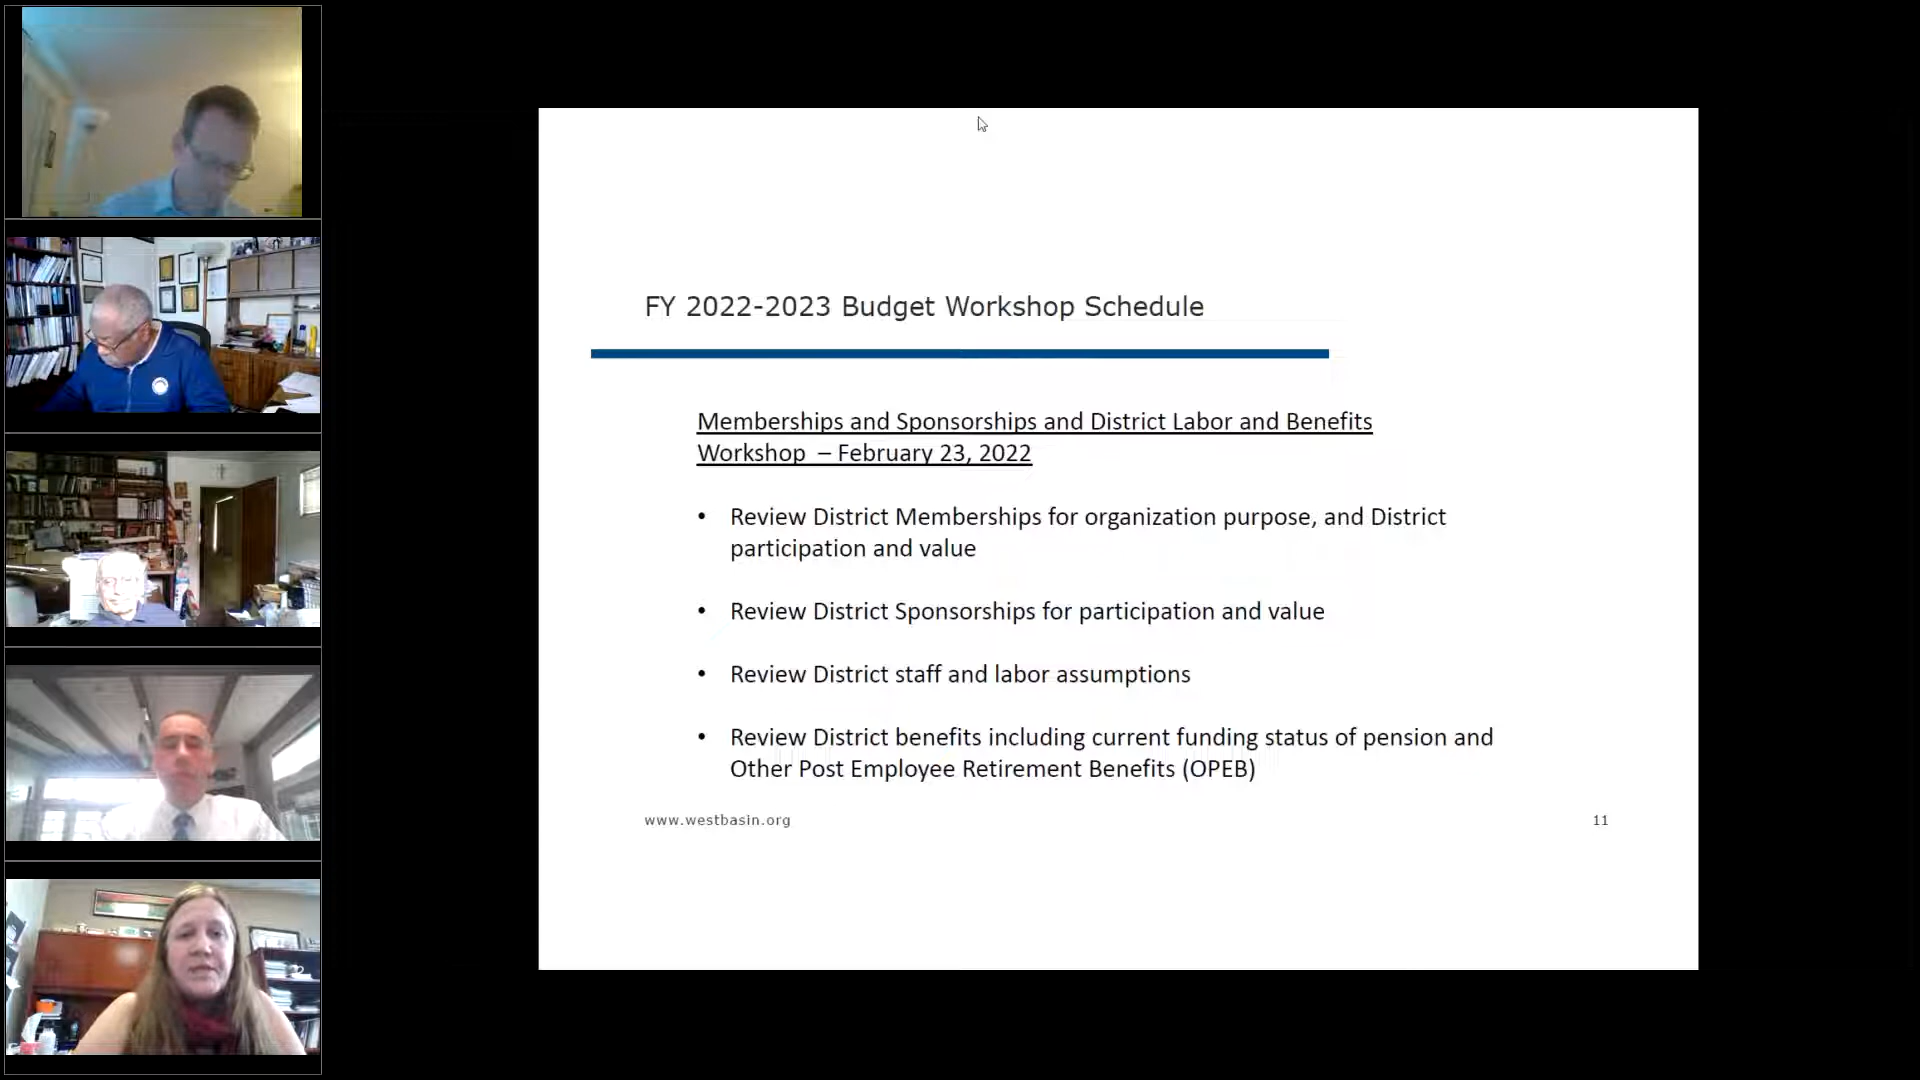 FY 2022-2023 Budget Workshop Schedule
Memberships and Sponsorships and District Labor and Benefits
Workshop – February 23, 2022
• Review District Memberships for organization purpose, and District
participation and value
• Review District Sponsorships for participation and value
• Review District staff and labor assumptions
• Review District benefits including current funding status of pension and
Other Post Employee Retirement Benefits (OPEB)
www.westbasin.org
11